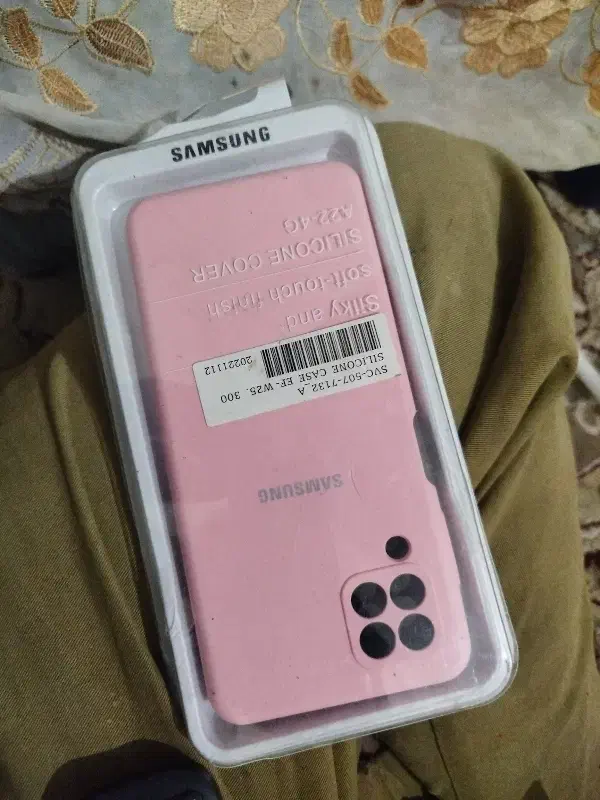 SAMSUNG
A22-4G
SILICONE COVER
soft-touch finish
Silky and
20221112
SILICONE CASE EF-W25. 300
SVC-507-7132_A
SAMSUNG